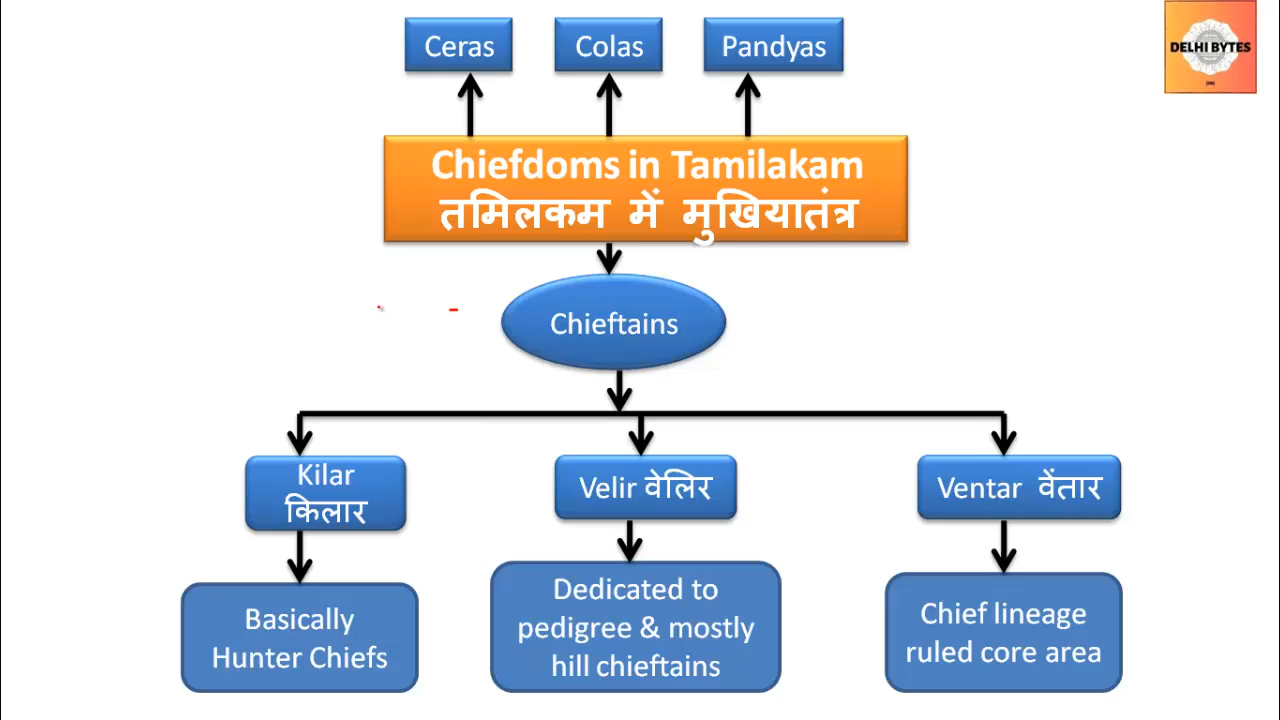 Ceras
Colas
Pandyas
DELHI BYTES
Chiefdoms in Tamilakam
तमिलकम में मुखियातंत्र
Chieftains
Kilar
किलार
Velir वेलिर
Ventar वेंतार
Basically
Hunter Chiefs
Dedicated to
pedigree & mostly
hill chieftains
Chief lineage
ruled core area